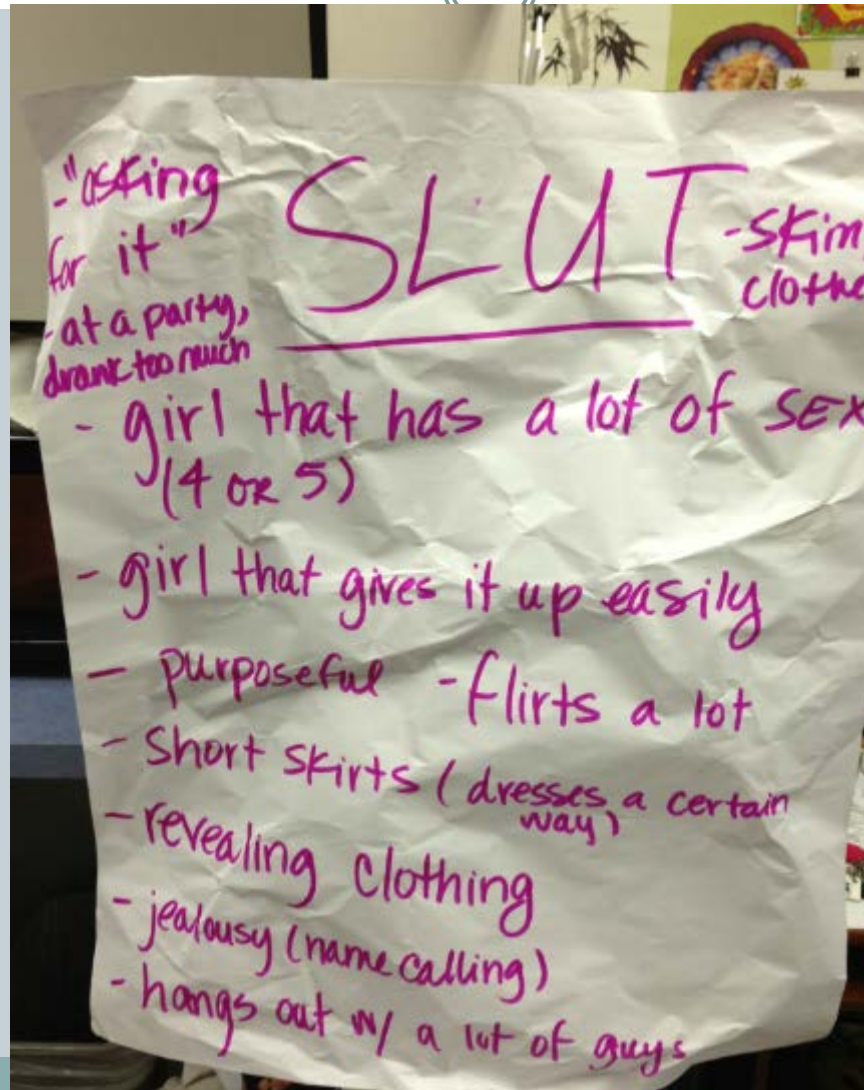 - "asking
for it"
- at a party,
drank too much
SLUT
clothe
- girl that has a lot of SEX
(4 OR 5)
- girl that gives it up easily
- purposeful - flirts a lot
- short skirts (dresses a certain
way)
- revealing clothing
- jealousy (name calling)
- hangs out w/ a lot of guys